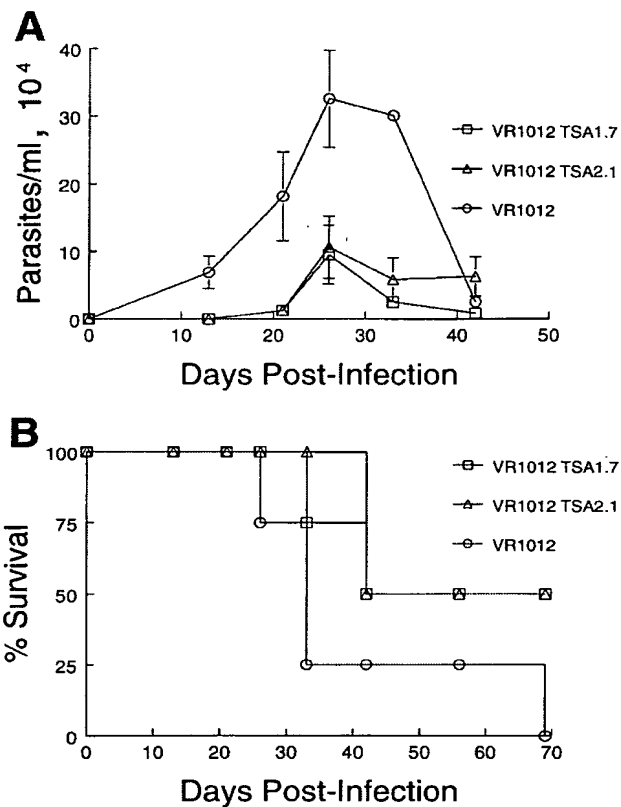 A
Parasites/ml, 10 4
40
30
20
10
0
0 10 20 30 40 50
Days Post-Infection
VR1012 TSA1.7
VR1012 TSA2.1
VR1012
B
% Survival
100
75
50
25
0
0 10 20 30 40 50 60 70
Days Post-Infection
VR1012 TSA1.7
VR1012 TSA2.1
VR1012